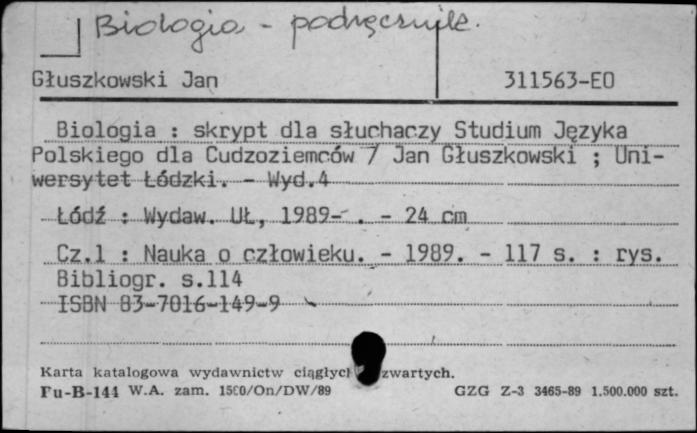 Biologia - podręcznik.
Głuszkowski Jan 311563-EO
Biologia : skrypt dla słuchaczy Studium Języka
Polskiego dla Cudzoziemców / Jan Głuszkowski ; Uni-
wersytet Łódzki. - Wyd.4
Łódź : Wydaw. UŁ, 1989- . - 24 cm
Cz.1 : Nauka o człowieku. - 1989. - 117 s. : rys.
Bibliogr. s.114
ISBN 83-7016-149-9
Karta katalogowa wydawnictw ciągłych zwartych.
Fu-B-144 W.A. zam. 1500/On/DW/89 GZG Z-3 3465-89 1.500.000 szt.